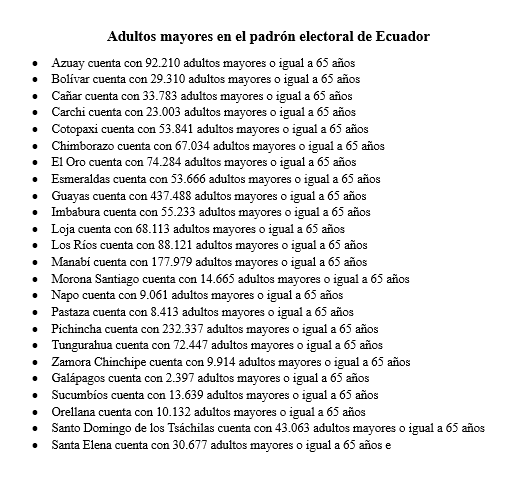 Adultos mayores en el padrón electoral de Ecuador
• Azuay cuenta con 92.210 adultos mayores o igual a 65 años
• Bolívar cuenta con 29.310 adultos mayores o igual a 65 años
• Cañar cuenta con 33.783 adultos mayores o igual a 65 años
• Carchi cuenta con 23.003 adultos mayores o igual a 65 años
• Cotopaxi cuenta con 53.841 adultos mayores o igual a 65 años
• Chimborazo cuenta con 67.034 adultos mayores o igual a 65 años
• El Oro cuenta con 74.284 adultos mayores o igual a 65 años
• Esmeraldas cuenta con 53.666 adultos mayores o igual a 65 años
• Guayas cuenta con 437.488 adultos mayores o igual a 65 años
• Imbabura cuenta con 55.233 adultos mayores o igual a 65 años
• Loja cuenta con 68.113 adultos mayores o igual a 65 años
• Los Ríos cuenta con 88.121 adultos mayores o igual a 65 años
• Manabí cuenta con 177.979 adultos mayores o igual a 65 años
• Morona Santiago cuenta con 14.665 adultos mayores o igual a 65 años
• Napo cuenta con 9.061 adultos mayores o igual a 65 años
• Pastaza cuenta con 8.413 adultos mayores o igual a 65 años
• Pichincha cuenta con 232.337 adultos mayores o igual a 65 años
• Tungurahua cuenta con 72.447 adultos mayores o igual a 65 años
• Zamora Chinchipe cuenta con 9.914 adultos mayores o igual a 65 años
• Galápagos cuenta con 2.397 adultos mayores o igual a 65 años
• Sucumbíos cuenta con 13.639 adultos mayores o igual a 65 años
• Orellana cuenta con 10.132 adultos mayores o igual a 65 años
• Santo Domingo de los Tsáchilas cuenta con 43.063 adultos mayores o igual a 65 años
• Santa Elena cuenta con 30.677 adultos mayores o igual a 65 años e